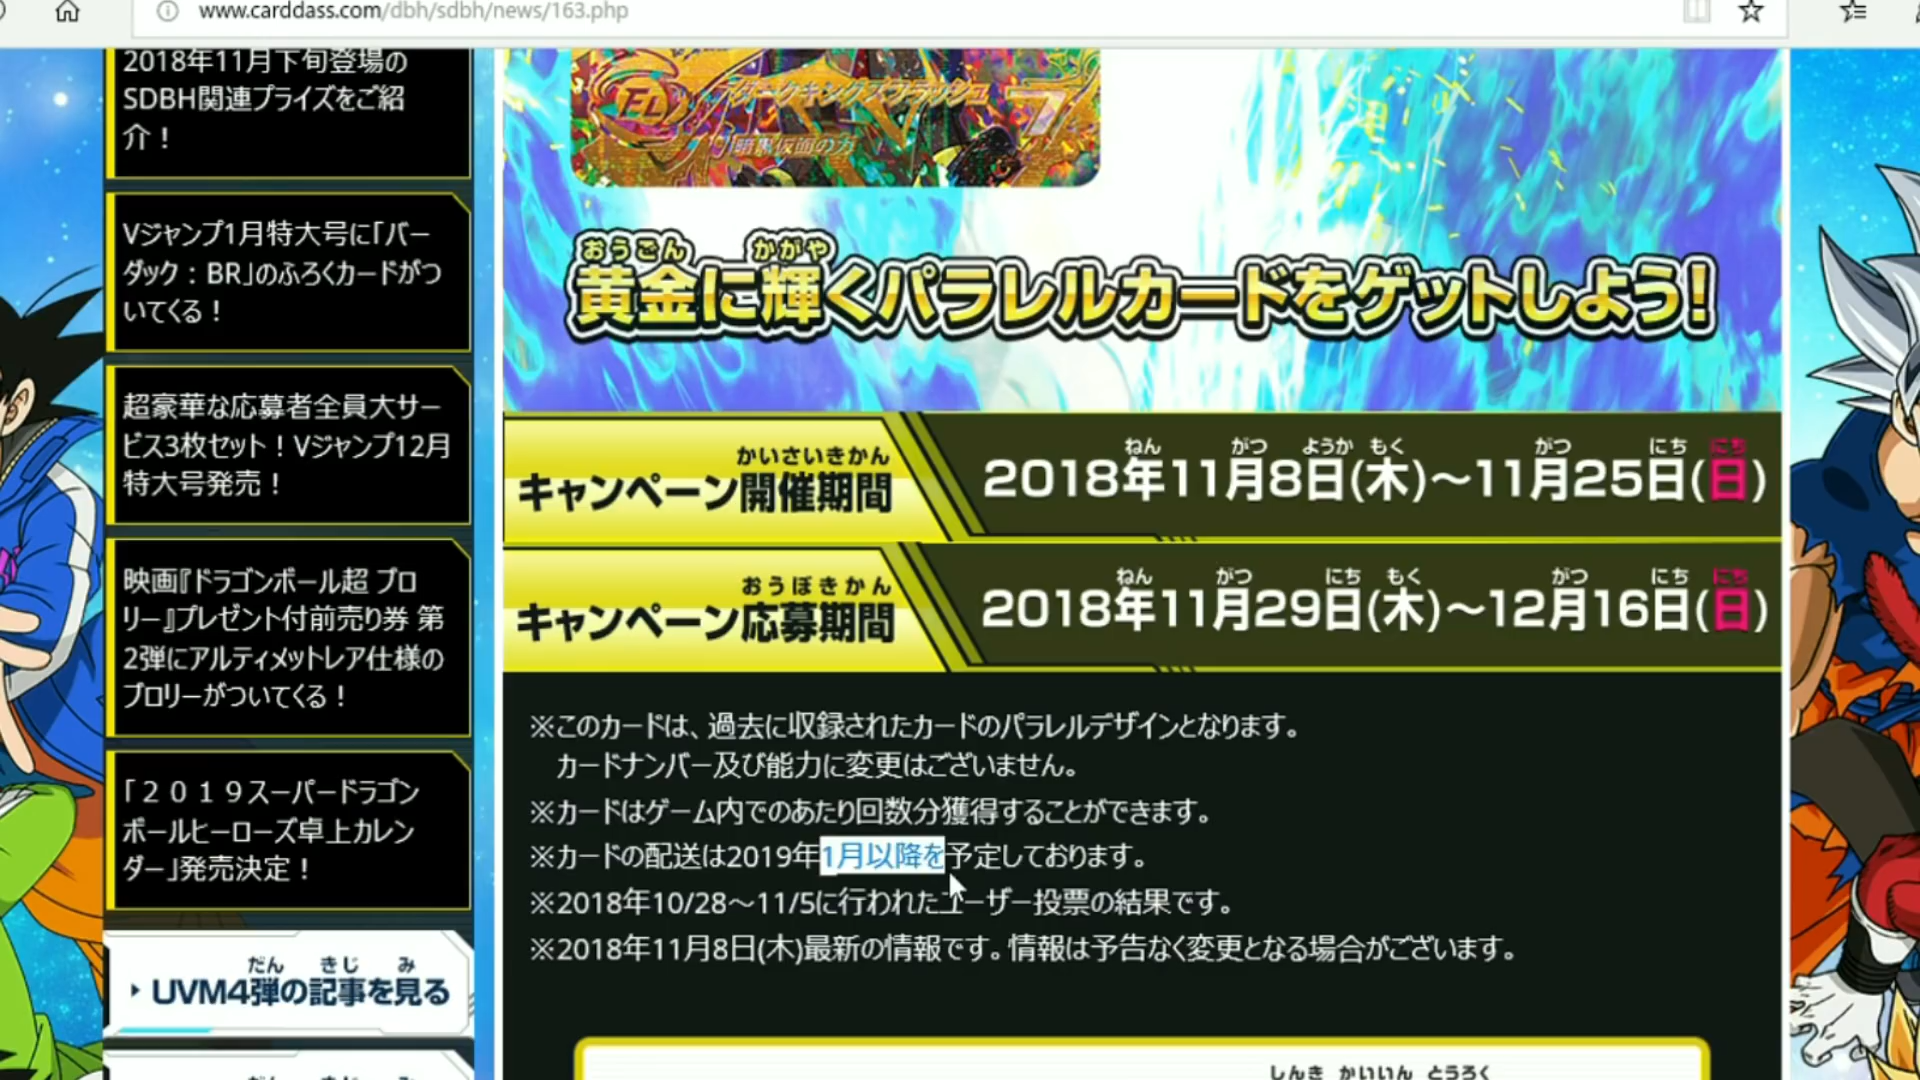 www.carddass.com/dbh/sdbh/news/163.php
2018年11月下旬登場の
SDBH関連プライズをご紹
介！
Vジャンプ1月特大号に「バー
ダック：BR」のふろくカードがつ
いてくる！
超豪華な応募者全員大サー
ビス3枚セット！Vジャンプ12月
特大号発売！
映画『ドラゴンボール超 ブロ
リー』プレゼント付前売り券 第
2弾にアルティメットレア仕様の
ブロリーがついてくる！
「２０１９スーパードラゴン
ボールヒーローズ卓上カレン
ダー」発売決定！
だん きじ み
UVM4弾の記事を見る
だん きじ み
ダークキングズフラッシュ
7
暗黒仮面の力
おうごん かがや
黄金に輝くパラレルカードをゲットしよう！
かいさいきかん
キャンペーン開催期間
ねん がつ ようか もく がつ にち にち
2018年11月8日(木)～11月25日(日)
おうぼきかん
キャンペーン応募期間
ねん がつ にち もく がつ にち にち
2018年11月29日(木)～12月16日(日)
※このカードは、過去に収録されたカードのパラレルデザインとなります。
カードナンバー及び能力に変更はございません。
※カードはゲーム内でのあたり回数分獲得することができます。
※カードの配送は2019年1月以降を予定しております。
※2018年10/28～11/5に行われたユーザー投票の結果です。
※2018年11月8日(木)最新の情報です。情報は予告なく変更となる場合がございます。
しんき かいいん とうろく